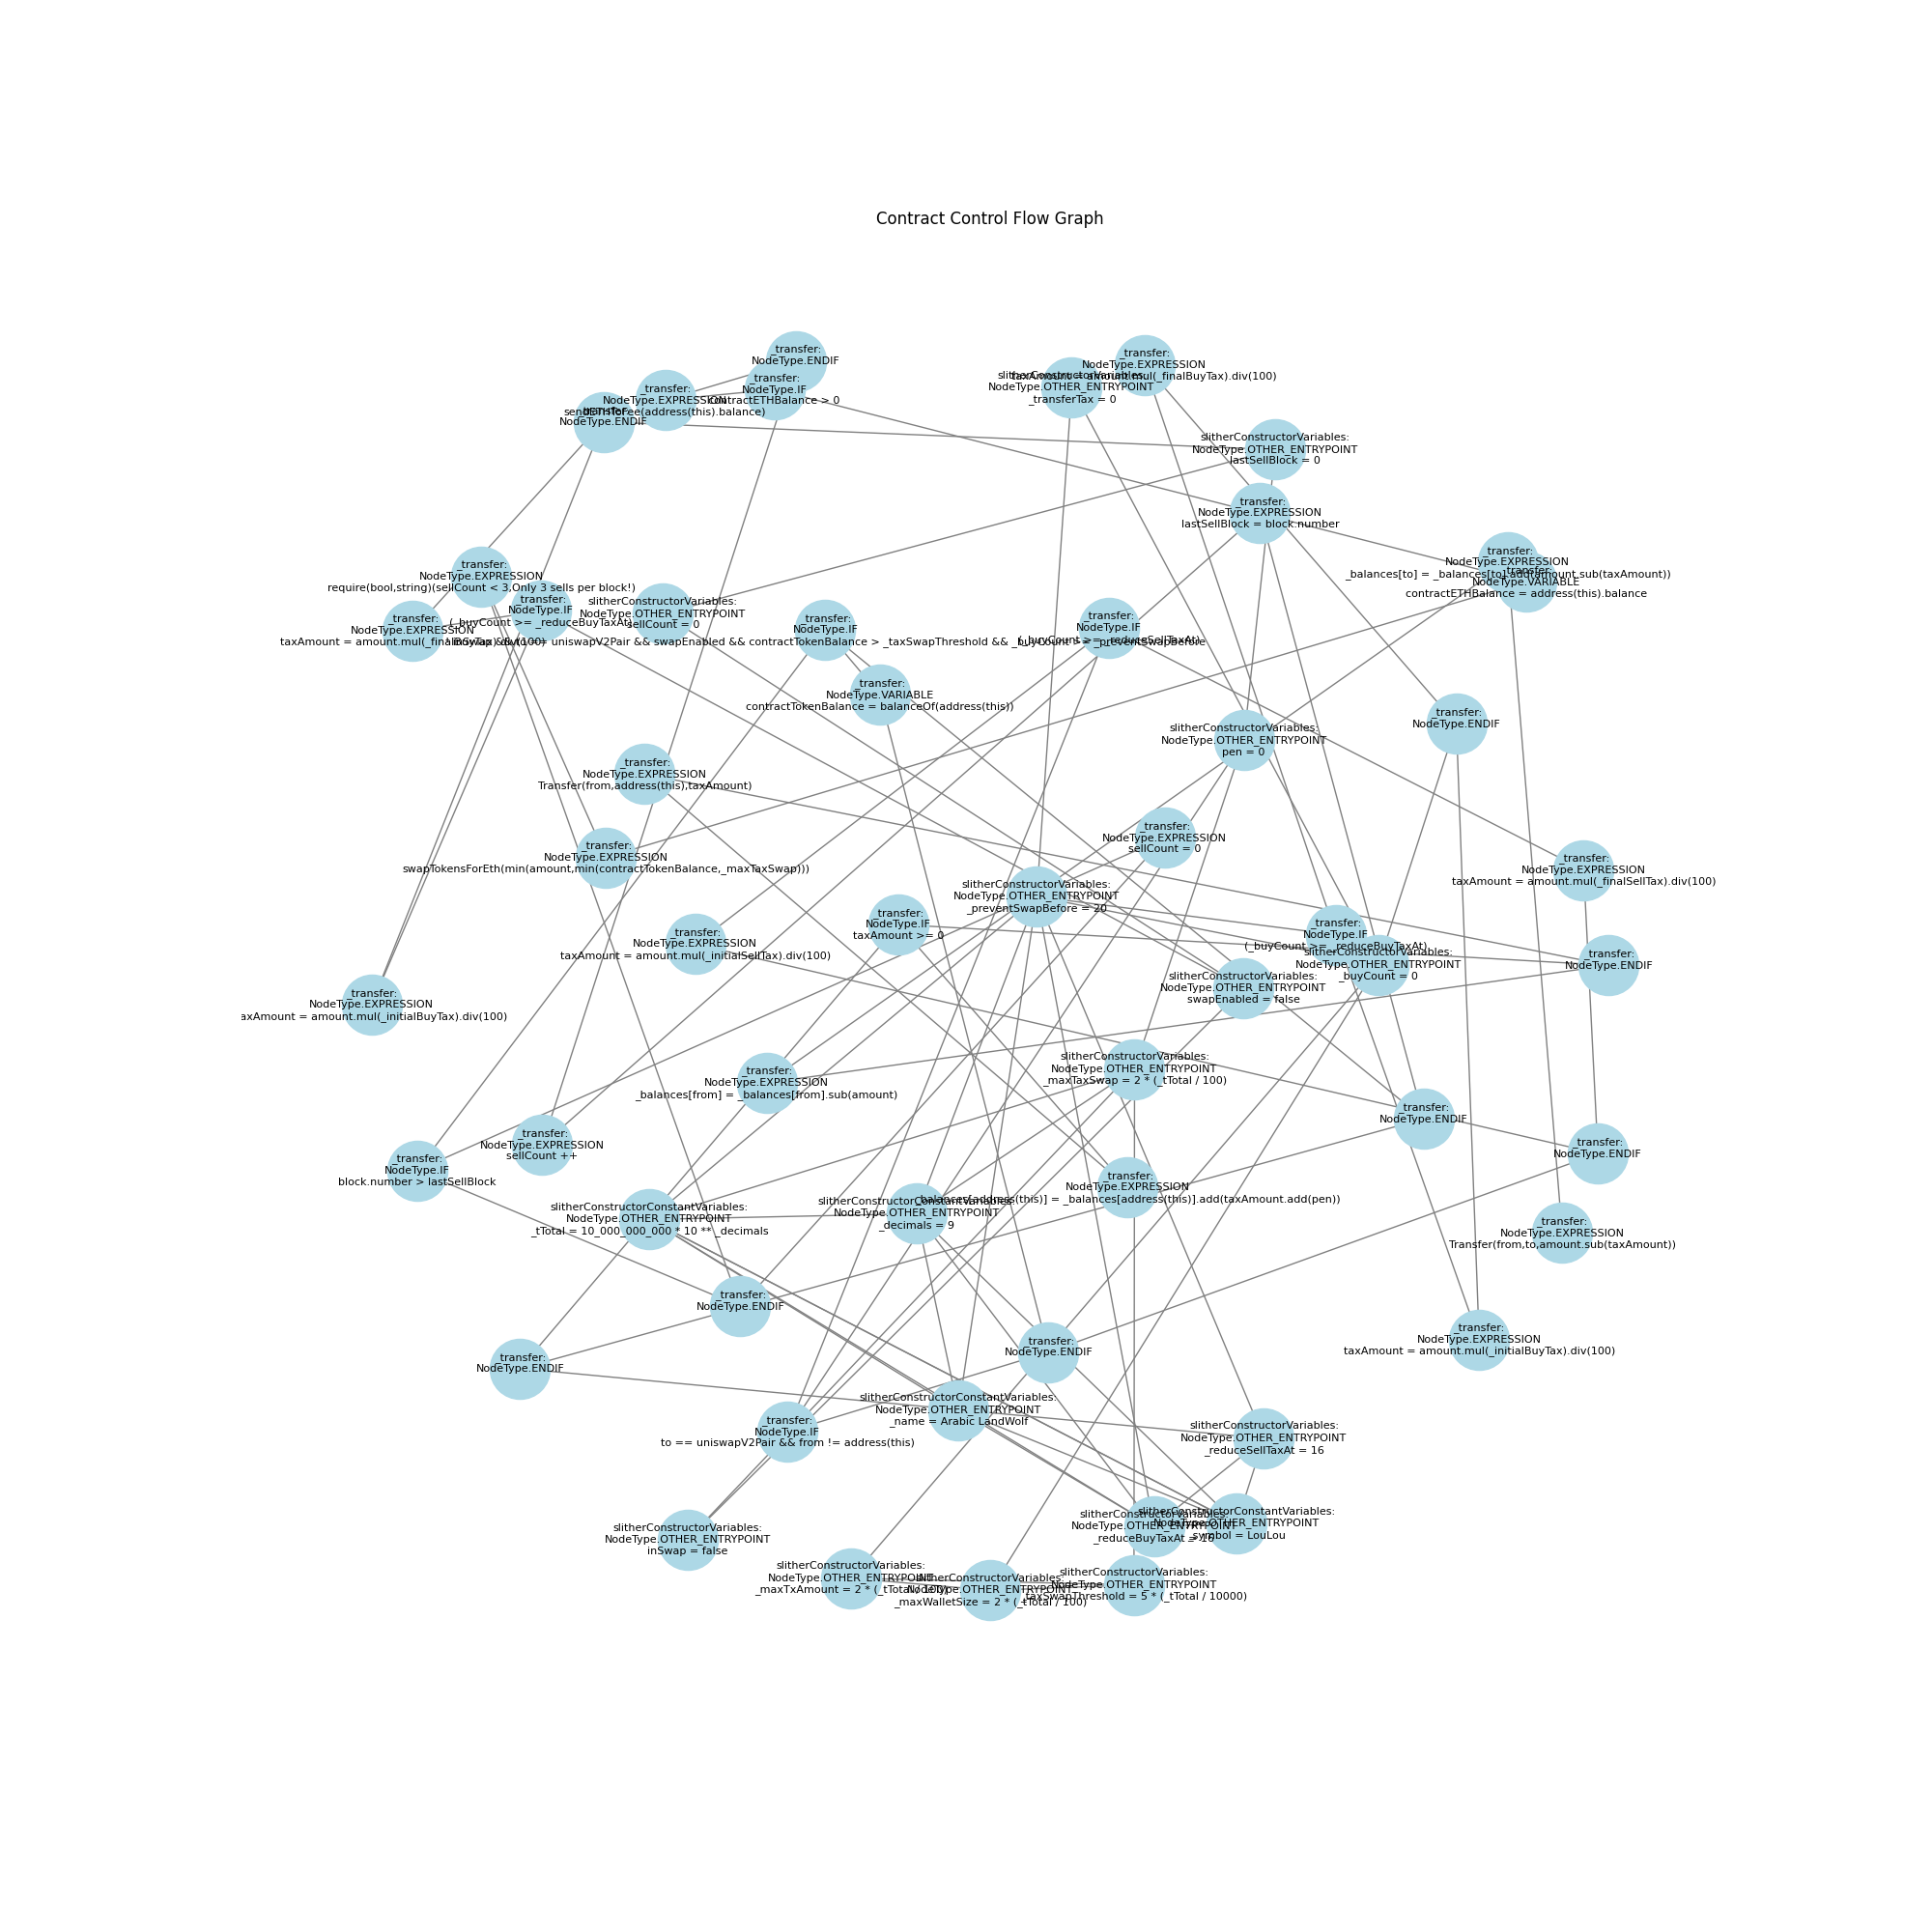 Contract Control Flow Graph
_transfer:
NodeType.ENDIF
_transfer:
NodeType.IF
contractETHBalance > 0
_transfer:
NodeType.EXPRESSION
sendETHToFee(address(this).balance)
NodeType.ENDIF
_transfer:
NodeType.EXPRESSION
taxAmount = amount.mul(_finalBuyTax).div(100)
slitherConstructorVariables:
NodeType.OTHER_ENTRYPOINT
_transferTax = 0
slitherConstructorVariables:
NodeType.OTHER_ENTRYPOINT
lastSellBlock = 0
_transfer:
NodeType.EXPRESSION
lastSellBlock = block.number
_transfer:
NodeType.EXPRESSION
_balances[to] = _balances[to].add(amount.sub(taxAmount))
_transfer:
NodeType.VARIABLE
contractETHBalance = address(this).balance
_transfer:
NodeType.EXPRESSION
require(bool,string)(sellCount < 3,Only 3 sells per block!)
_transfer:
NodeType.IF
(_buyCount >= _reduceBuyTaxAt)
_transfer:
NodeType.EXPRESSION
taxAmount = amount.mul(_finalBuyTax).div(100)
slitherConstructorVariables:
NodeType.OTHER_ENTRYPOINT
sellCount = 0
_transfer:
NodeType.IF
uniswapV2Pair && swapEnabled && contractTokenBalance > _taxSwapThreshold && _buyCount > _preventSwapBefore
_transfer:
NodeType.IF
(_buyCount >= _reduceSellTaxAt)
_transfer:
NodeType.VARIABLE
contractTokenBalance = balanceOf(address(this))
_transfer:
NodeType.ENDIF
slitherConstructorVariables:
NodeType.OTHER_ENTRYPOINT
pen = 0
_transfer:
NodeType.EXPRESSION
Transfer(from,address(this),taxAmount)
_transfer:
NodeType.EXPRESSION
sellCount = 0
_transfer:
NodeType.EXPRESSION
swapTokensForEth(min(amount,min(contractTokenBalance,_maxTaxSwap)))
_transfer:
NodeType.EXPRESSION
taxAmount = amount.mul(_finalSellTax).div(100)
slitherConstructorVariables:
NodeType.OTHER_ENTRYPOINT
_preventSwapBefore = 20
_transfer:
NodeType.IF
taxAmount >= 0
_transfer:
NodeType.EXPRESSION
taxAmount = amount.mul(_initialSellTax).div(100)
_transfer:
NodeType.IF
(_buyCount >= _reduceBuyTaxAt)
slitherConstructorVariables:
NodeType.OTHER_ENTRYPOINT
_buyCount = 0
_transfer:
NodeType.ENDIF
slitherConstructorVariables:
NodeType.OTHER_ENTRYPOINT
swapEnabled = false
_transfer:
NodeType.EXPRESSION
axAmount = amount.mul(_initialBuyTax).div(100)
slitherConstructorVariables:
NodeType.OTHER_ENTRYPOINT
_maxTaxSwap = 2 * (_tTotal / 100)
_transfer:
NodeType.EXPRESSION
_balances[from] = _balances[from].sub(amount)
_transfer:
NodeType.ENDIF
_transfer:
NodeType.EXPRESSION
sellCount ++
_transfer:
NodeType.ENDIF
_transfer:
NodeType.IF
block.number > lastSellBlock
_transfer:
NodeType.EXPRESSION
_balances[address(this)] = _balances[address(this)].add(taxAmount.add(pen))
slitherConstructorConstantVariables:
NodeType.OTHER_ENTRYPOINT
_tTotal = 10_000_000_000 * 10 ** _decimals
slitherConstructorConstantVariables:
NodeType.OTHER_ENTRYPOINT
_decimals = 9
_transfer:
NodeType.EXPRESSION
Transfer(from,to,amount.sub(taxAmount))
_transfer:
NodeType.ENDIF
_transfer:
NodeType.EXPRESSION
taxAmount = amount.mul(_initialBuyTax).div(100)
_transfer:
NodeType.ENDIF
_transfer:
NodeType.ENDIF
slitherConstructorConstantVariables:
NodeType.OTHER_ENTRYPOINT
_name = Arabic LandWolf
_transfer:
NodeType.IF
to == uniswapV2Pair && from != address(this)
slitherConstructorVariables:
NodeType.OTHER_ENTRYPOINT
_reduceSellTaxAt = 16
slitherConstructorConstantVariables:
NodeType.OTHER_ENTRYPOINT
_symbol = LouLou
slitherConstructorVariables:
NodeType.OTHER_ENTRYPOINT
_reduceBuyTaxAt = 16
slitherConstructorVariables:
NodeType.OTHER_ENTRYPOINT
inSwap = false
slitherConstructorVariables:
NodeType.OTHER_ENTRYPOINT
_maxTxAmount = 2 * (_tTotal / 100)
slitherConstructorVariables:
NodeType.OTHER_ENTRYPOINT
_maxWalletSize = 2 * (_tTotal / 100)
slitherConstructorVariables:
NodeType.OTHER_ENTRYPOINT
_taxSwapThreshold = 5 * (_tTotal / 10000)